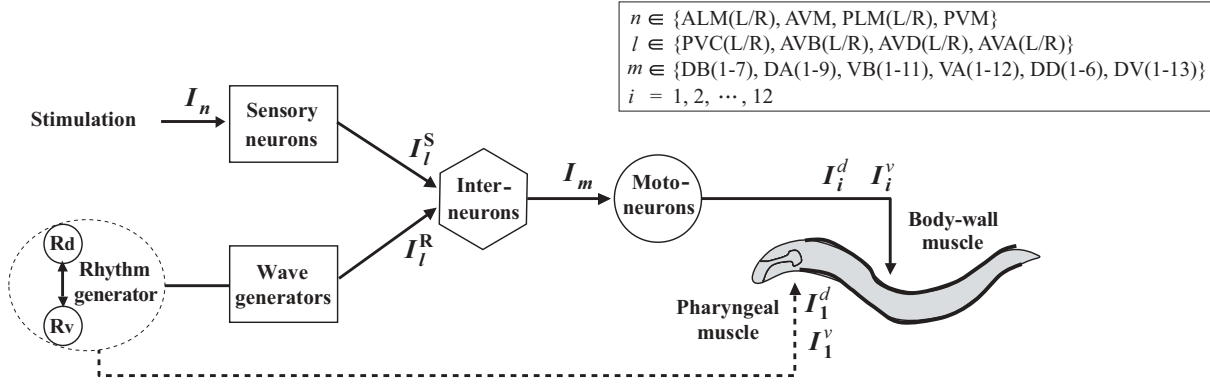 n ∈ {ALM(L/R), AVM, PLM(L/R), PVM}
l ∈ {PVC(L/R), AVB(L/R), AVD(L/R), AVA(L/R)}
m ∈ {DB(1-7), DA(1-9), VB(1-11), VA(1-12), DD(1-6), DV(1-13)}
i = 1, 2, ···, 12
Stimulation
I_n
Sensory
neurons
I_l^S
Inter-
neurons
I_m
Moto-
neurons
I_i^d I_i^v
Body-wall
muscle
Rd
Rhythm
generator
Rv
Wave
generators
I_l^R
Pharyngeal
muscle
I_1^d
I_1^v